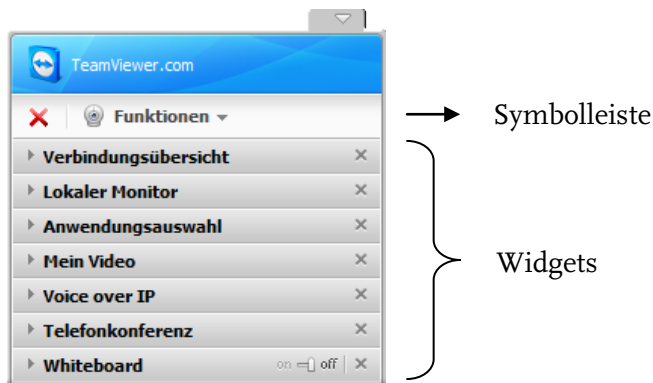 TeamViewer.com
Funktionen
Symbolleiste
Verbindungsübersicht
Lokaler Monitor
Anwendungsauswahl
Mein Video
Widgets
Voice over IP
Telefonkonferenz
Whiteboard on off